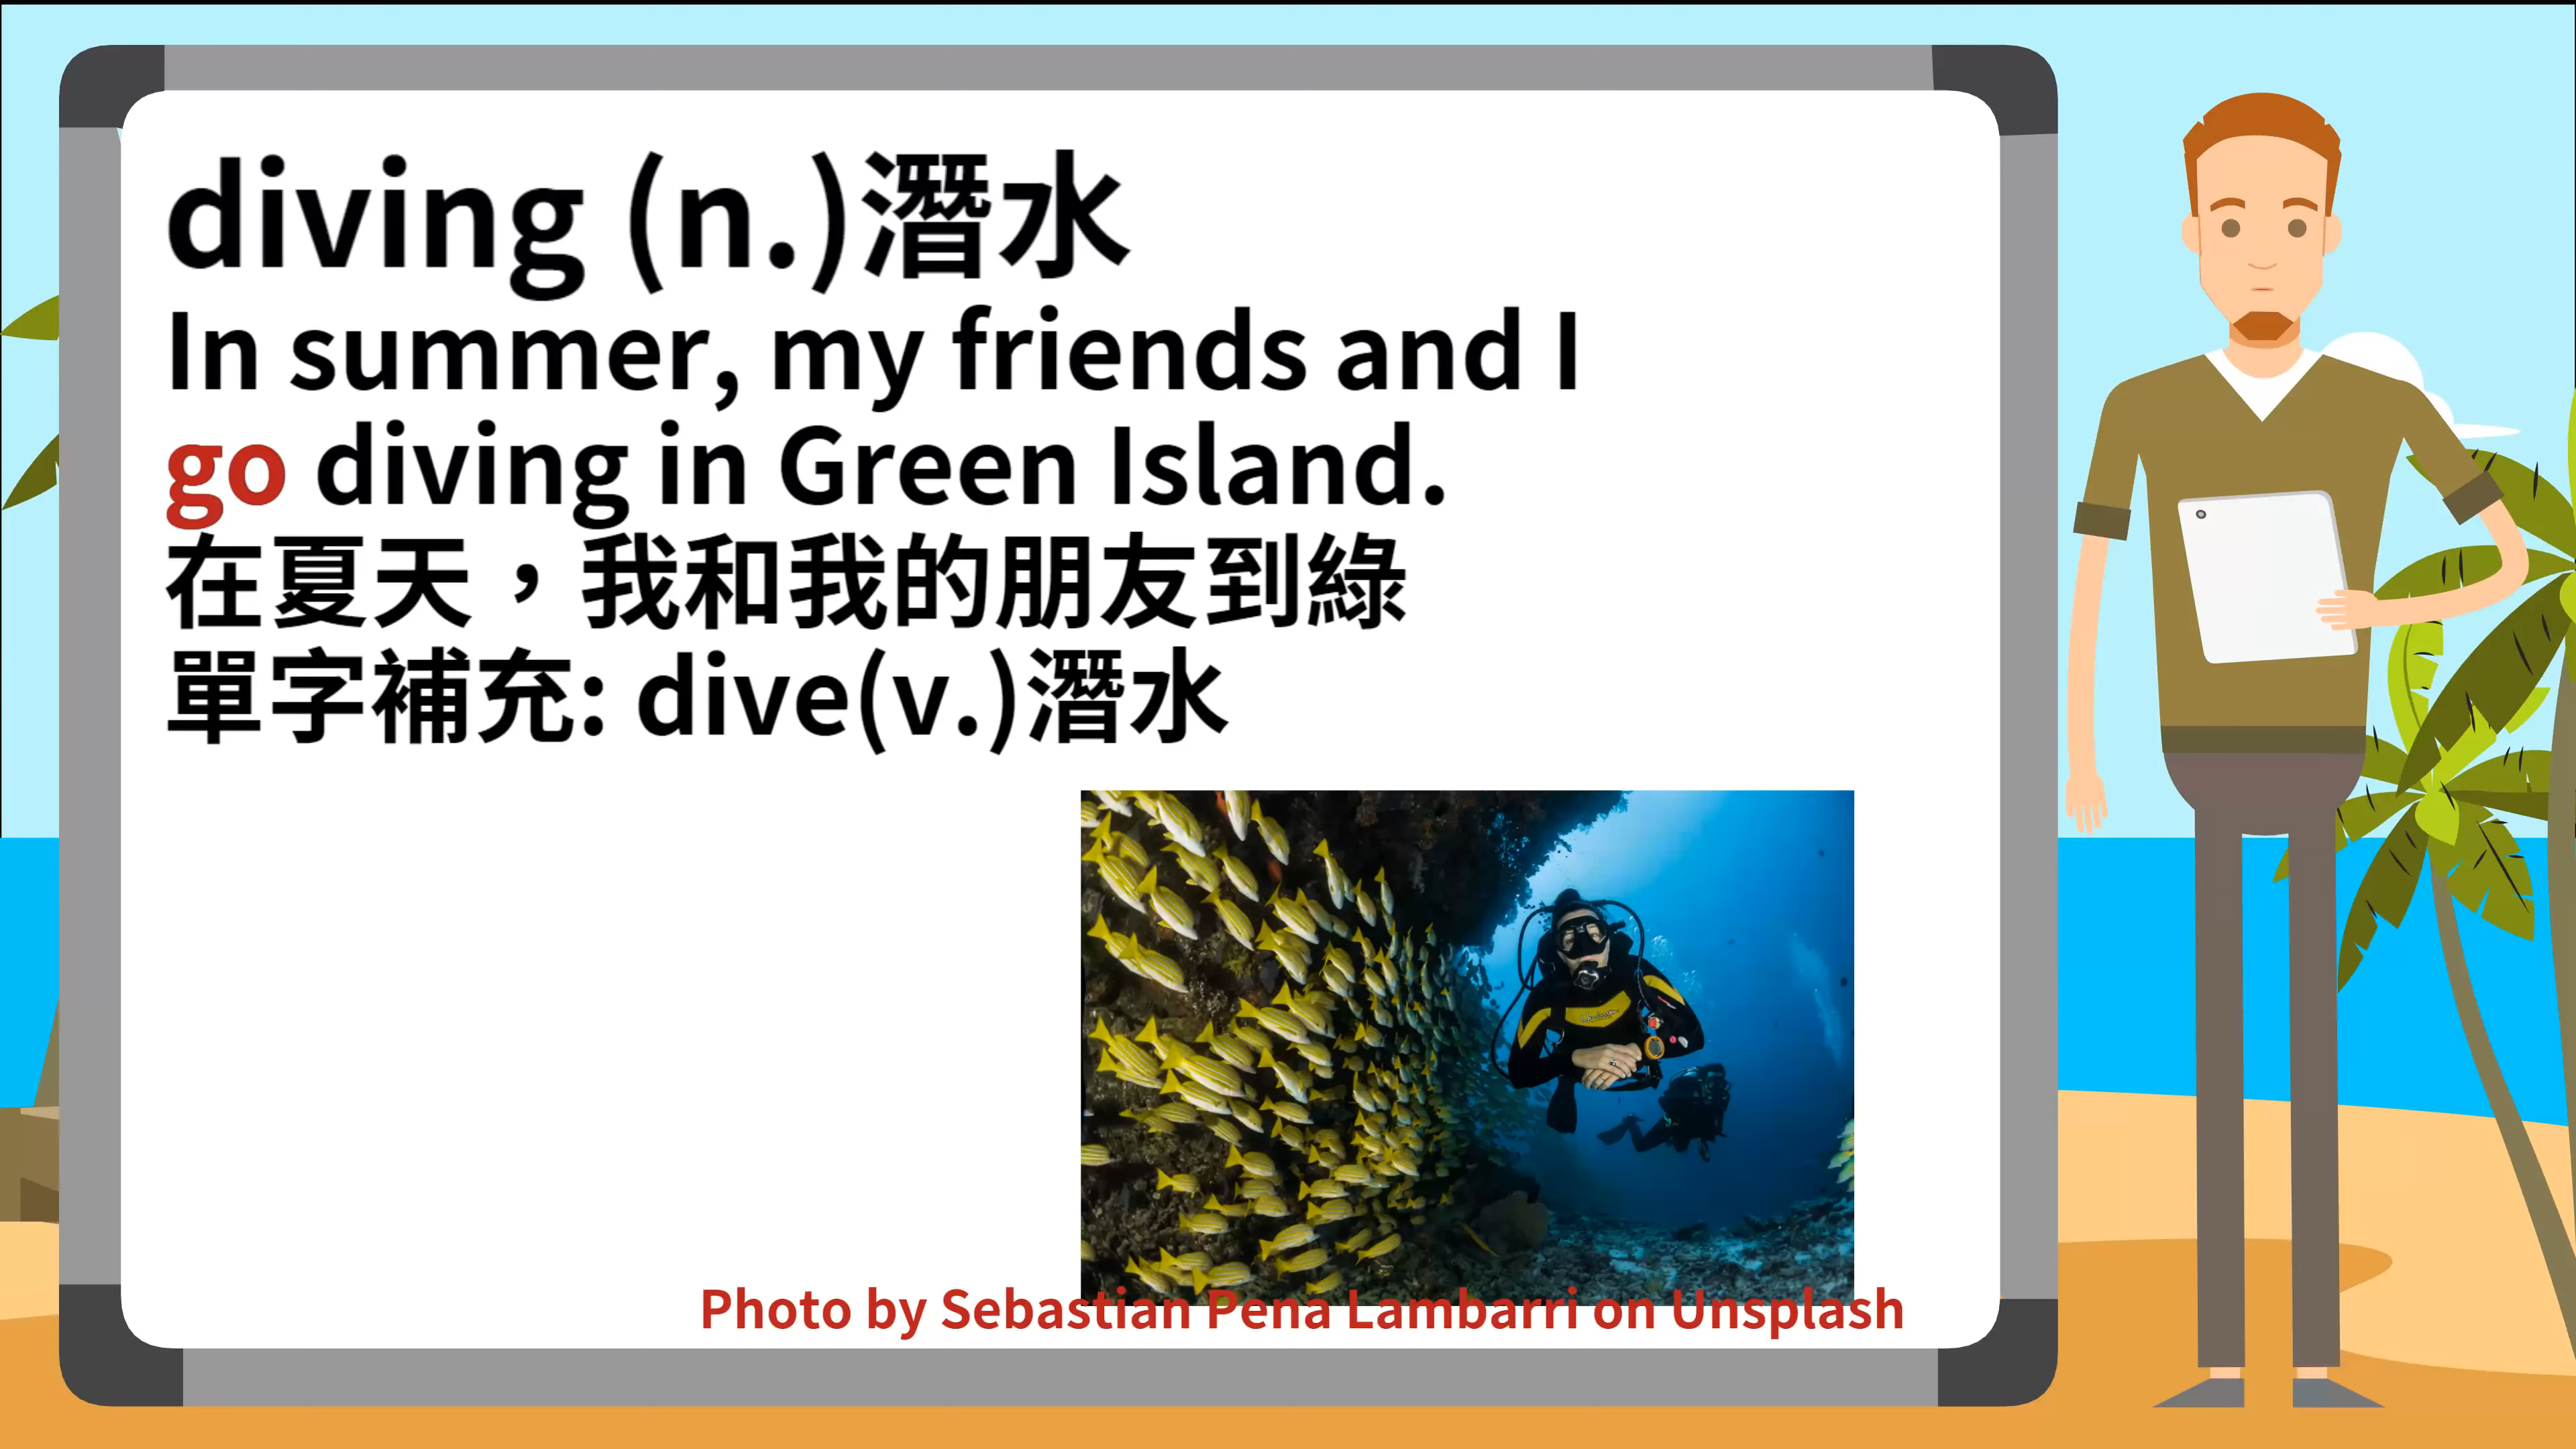 diving (n.)潛水
In summer, my friends and I
go diving in Green Island.
在夏天，我和我的朋友到綠
單字補充: dive(v.)潛水
Photo by Sebastian Pena Lambarri on Unsplash